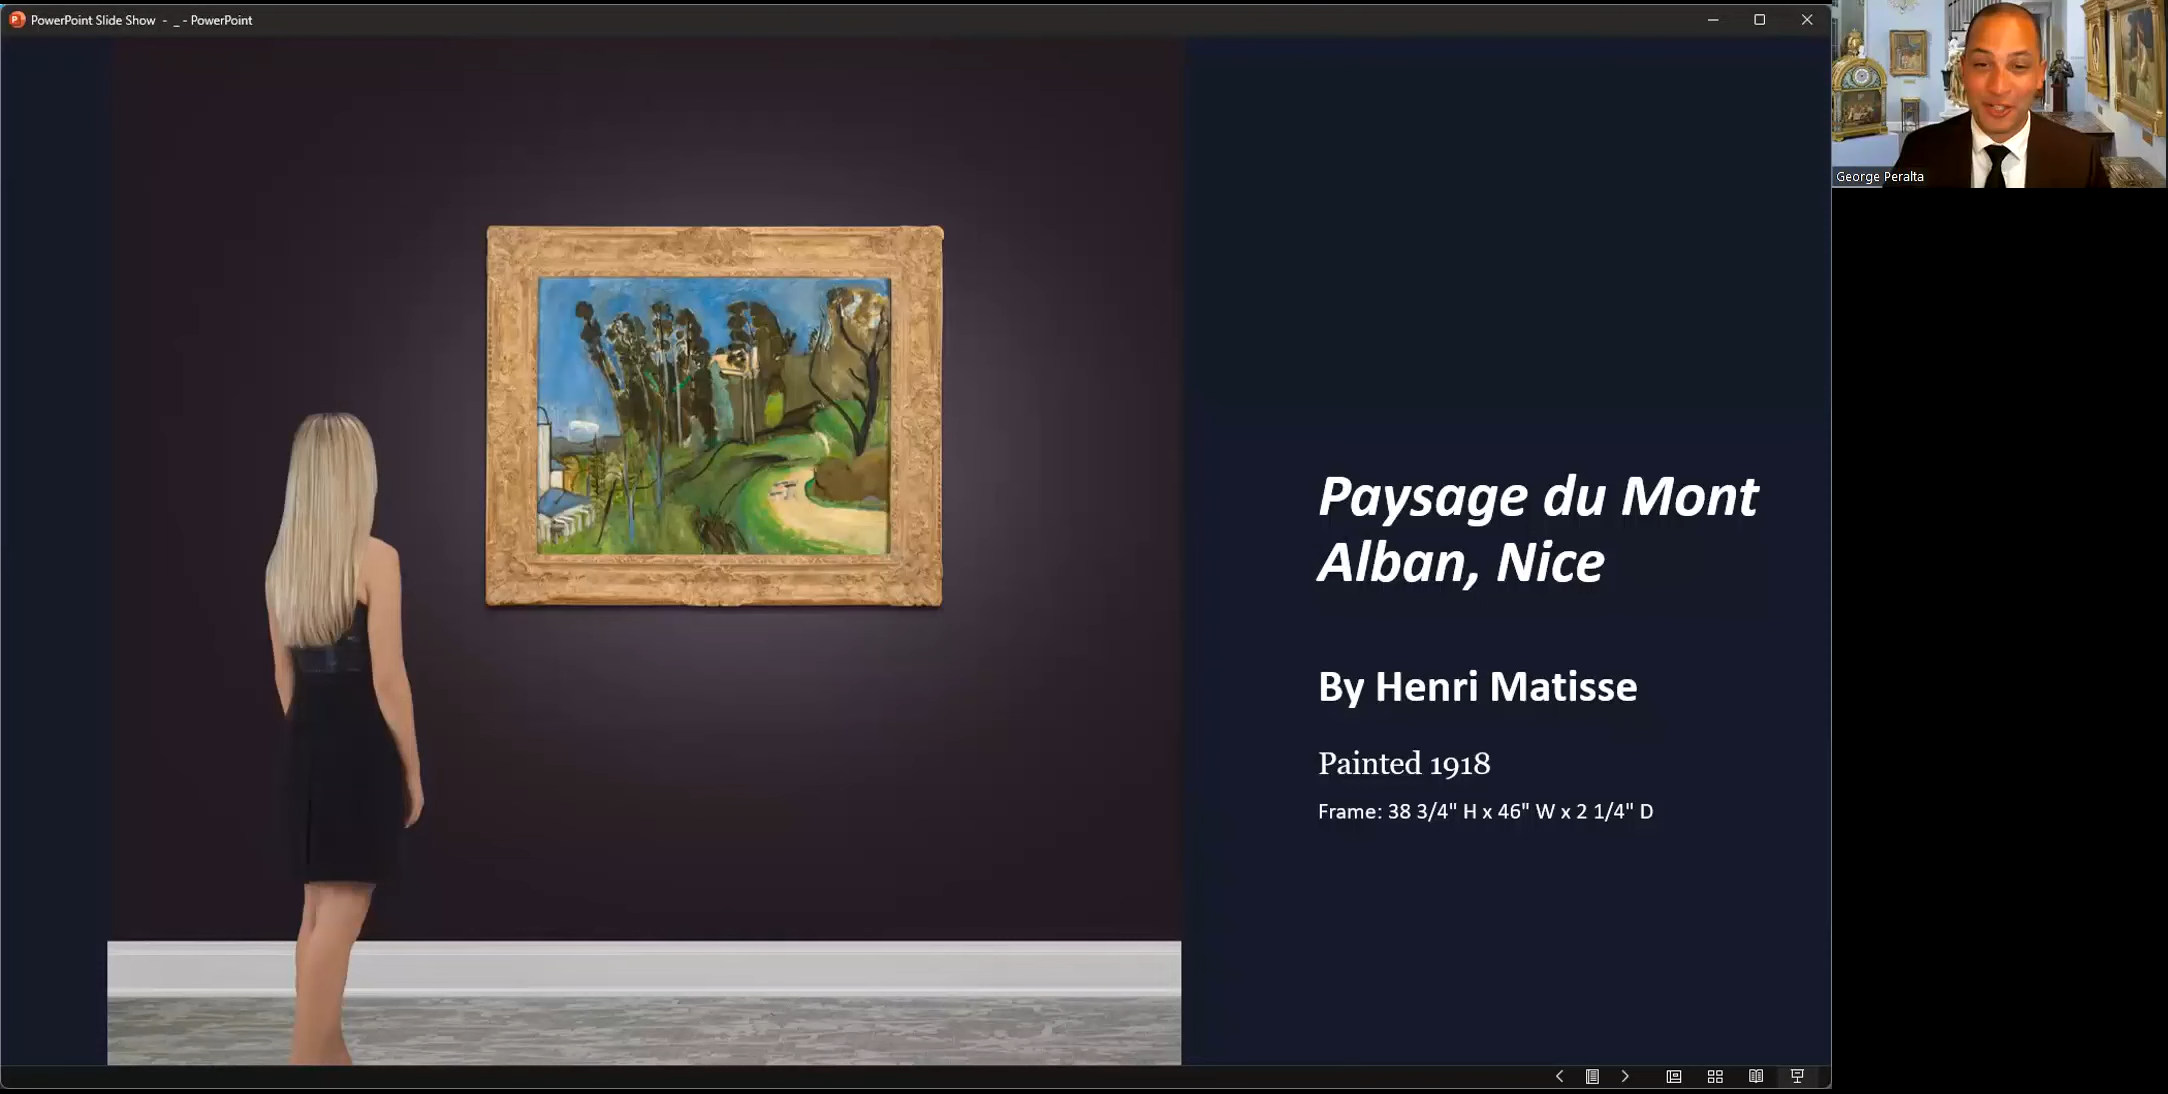 PowerPoint Slide Show - _ - PowerPoint
George Peralta
Paysage du Mont
Alban, Nice
By Henri Matisse
Painted 1918
Frame: 38 3/4" H x 46" W x 2 1/4" D